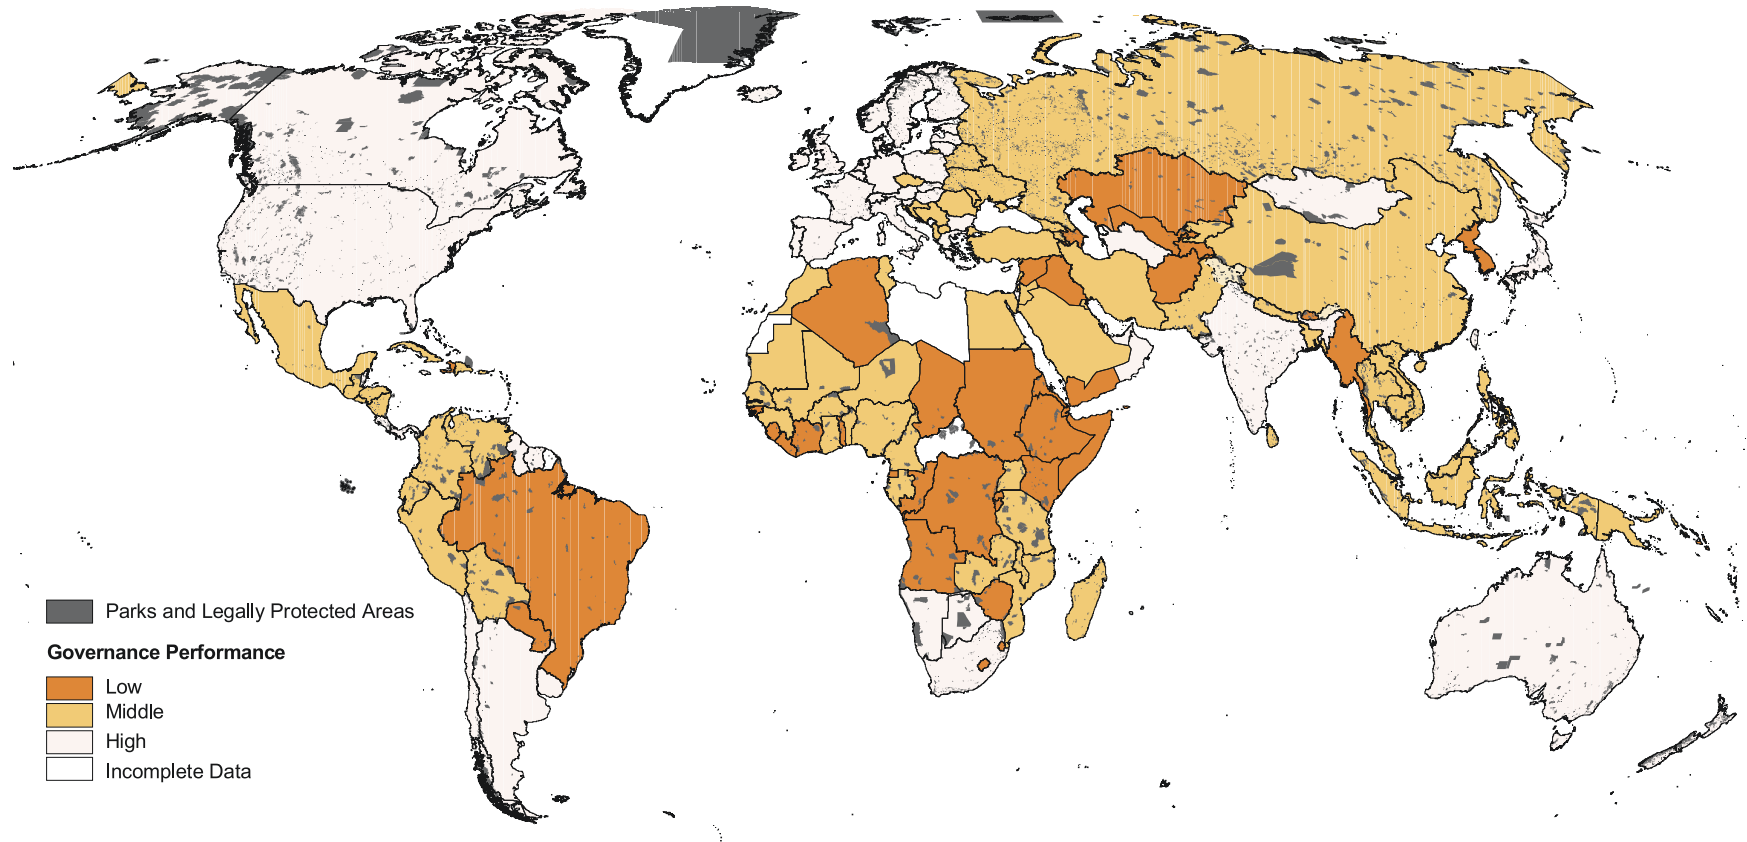 Parks and Legally Protected Areas
Governance Performance
Low
Middle
High
Incomplete Data